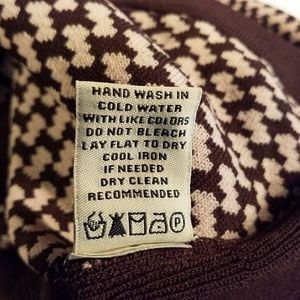 HAND WASH IN
COLD WATER
WITH LIKE COLORS
DO NOT BLEACH
LAY FLAT TO DRY
COOL IRON
IF NEEDED
DRY CLEAN
RECOMMENDED
P